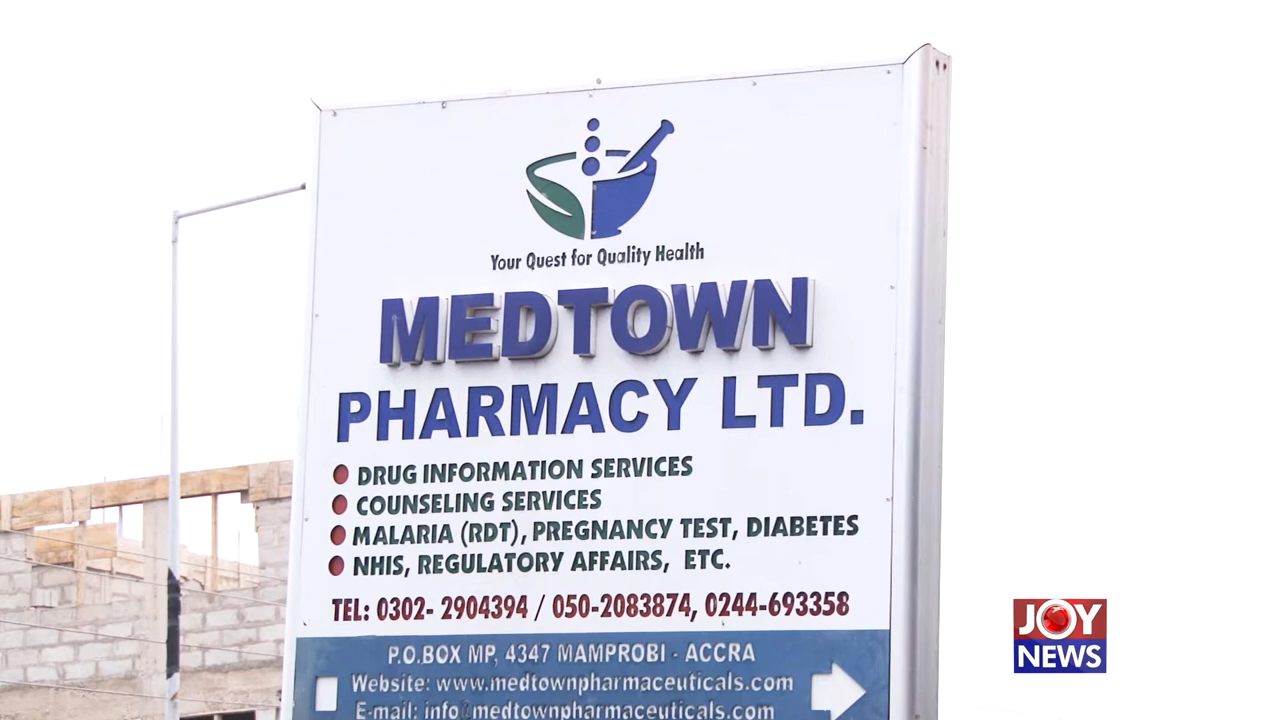 Your Quest for Quality Health
MEDTOWN
PHARMACY LTD.
DRUG INFORMATION SERVICES
COUNSELING SERVICES
MALARIA (RDT), PREGNANCY TEST, DIABETES
NHIS, REGULATORY AFFAIRS, ETC.
TEL: 0302- 2904394 / 050-2083874, 0244-693358
P.O.BOX MP, 4347 MAMPROBI - ACCRA
Website: www.medtownpharmaceuticals.com
E-mail: info@medtownpharmaceuticals.com
JOY
NEWS